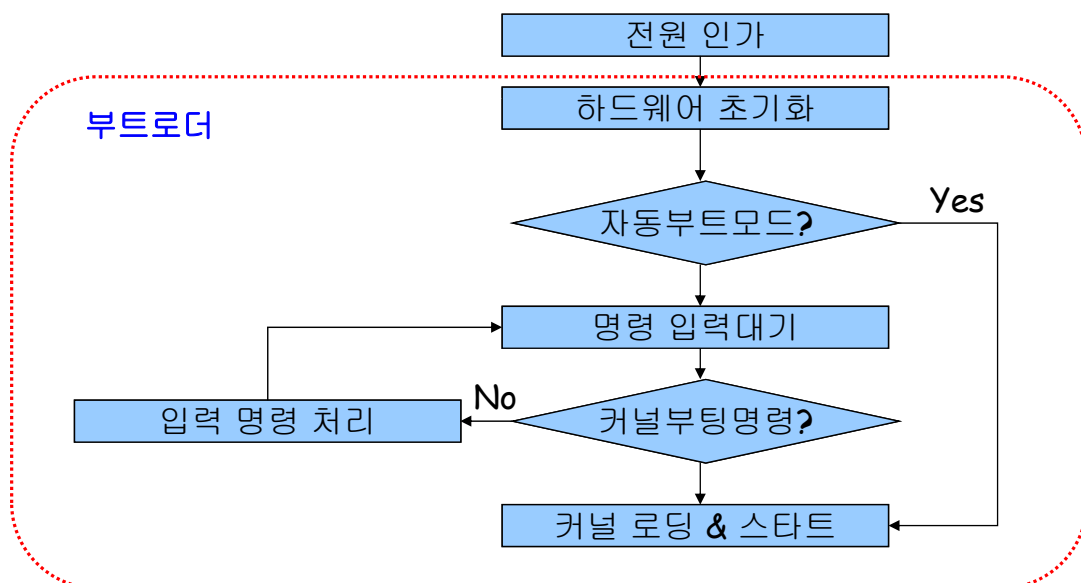 전원 인가
하드웨어 초기화
부트로더
자동부트모드?
Yes
명령 입력대기
No
입력 명령 처리
커널부팅명령?
커널 로딩 & 스타트